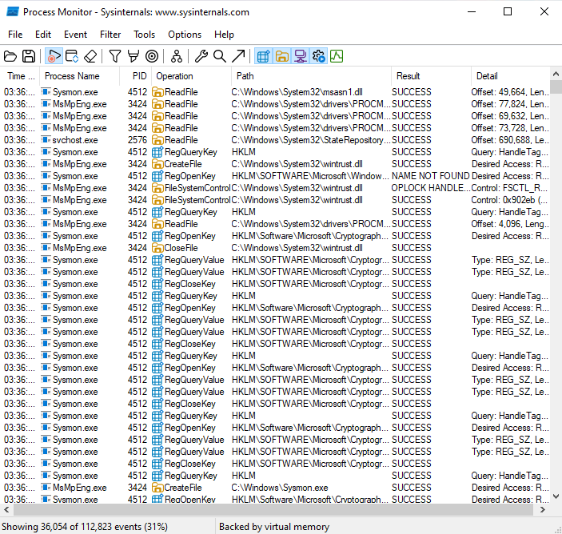 Process Monitor - Sysinternals: www.sysinternals.com
File Edit Event Filter Tools Options Help
Time ... Process Name PID Operation Path Result Detail
03:36:... Sysmon.exe 4512 ReadFile C:\Windows\System32\msasn1.dll SUCCESS Offset: 49,664, Len...
03:36:... MsMpEng.exe 3424 ReadFile C:\Windows\System32\drivers\PROCM... SUCCESS Offset: 77,824, Len...
03:36:... MsMpEng.exe 3424 ReadFile C:\Windows\System32\drivers\PROCM... SUCCESS Offset: 69,632, Len...
03:36:... MsMpEng.exe 3424 ReadFile C:\Windows\System32\drivers\PROCM... SUCCESS Offset: 73,728, Len...
03:36:... svchost.exe 2576 ReadFile C:\Windows\System32\StateRepository... SUCCESS Offset: 690,688, L...
03:36:... Sysmon.exe 4512 RegQueryKey HKLM SUCCESS Query: HandleTag...
03:36:... MsMpEng.exe 3424 CreateFile C:\Windows\System32\wintrust.dll SUCCESS Desired Access: R...
03:36:... Sysmon.exe 4512 RegOpenKey HKLM\SOFTWARE\Microsoft\Window... NAME NOT FOUND Desired Access: R...
03:36:... MsMpEng.exe 3424 FileSystemControl C:\Windows\System32\wintrust.dll OPLOCK HANDLE... Control: FSCTL_R...
03:36:... MsMpEng.exe 3424 FileSystemControl C:\Windows\System32\wintrust.dll SUCCESS Control: 0x902eb (...
03:36:... Sysmon.exe 4512 RegQueryKey HKLM SUCCESS Query: HandleTag...
03:36:... MsMpEng.exe 3424 ReadFile C:\Windows\System32\drivers\PROCM... SUCCESS Offset: 4,096, Leng...
03:36:... Sysmon.exe 4512 RegOpenKey HKLM\Software\Microsoft\Cryptograph... SUCCESS Desired Access: R...
03:36:... MsMpEng.exe 3424 CloseFile C:\Windows\System32\wintrust.dll SUCCESS
03:36:... Sysmon.exe 4512 RegQueryValue HKLM\SOFTWARE\Microsoft\Cryptogr... SUCCESS Type: REG_SZ, Le...
03:36:... Sysmon.exe 4512 RegQueryValue HKLM\SOFTWARE\Microsoft\Cryptogr... SUCCESS Type: REG_SZ, Le...
03:36:... Sysmon.exe 4512 RegCloseKey HKLM\SOFTWARE\Microsoft\Cryptogr... SUCCESS
03:36:... Sysmon.exe 4512 RegQueryKey HKLM SUCCESS Query: HandleTag...
03:36:... Sysmon.exe 4512 RegOpenKey HKLM\Software\Microsoft\Cryptograph... SUCCESS Desired Access: R...
03:36:... Sysmon.exe 4512 RegQueryValue HKLM\SOFTWARE\Microsoft\Cryptogr... SUCCESS Type: REG_SZ, Le...
03:36:... Sysmon.exe 4512 RegQueryValue HKLM\SOFTWARE\Microsoft\Cryptogr... SUCCESS Type: REG_SZ, Le...
03:36:... Sysmon.exe 4512 RegCloseKey HKLM\SOFTWARE\Microsoft\Cryptogr... SUCCESS
03:36:... Sysmon.exe 4512 RegQueryKey HKLM SUCCESS Query: HandleTag...
03:36:... Sysmon.exe 4512 RegOpenKey HKLM\Software\Microsoft\Cryptograph... SUCCESS Desired Access: R...
03:36:... Sysmon.exe 4512 RegQueryValue HKLM\SOFTWARE\Microsoft\Cryptogr... SUCCESS Type: REG_SZ, Le...
03:36:... Sysmon.exe 4512 RegQueryValue HKLM\SOFTWARE\Microsoft\Cryptogr... SUCCESS Type: REG_SZ, Le...
03:36:... Sysmon.exe 4512 RegCloseKey HKLM\SOFTWARE\Microsoft\Cryptogr... SUCCESS
03:36:... Sysmon.exe 4512 RegQueryKey HKLM SUCCESS Query: HandleTag...
03:36:... Sysmon.exe 4512 RegOpenKey HKLM\Software\Microsoft\Cryptograph... SUCCESS Desired Access: R...
03:36:... Sysmon.exe 4512 RegQueryValue HKLM\SOFTWARE\Microsoft\Cryptogr... SUCCESS Type: REG_SZ, Le...
03:36:... Sysmon.exe 4512 RegQueryValue HKLM\SOFTWARE\Microsoft\Cryptogr... SUCCESS Type: REG_SZ, Le...
03:36:... Sysmon.exe 4512 RegCloseKey HKLM\SOFTWARE\Microsoft\Cryptogr... SUCCESS
03:36:... Sysmon.exe 4512 RegQueryKey HKLM SUCCESS Query: HandleTag...
03:36:... MsMpEng.exe 3424 CreateFile C:\Windows\Sysmon.exe SUCCESS Desired Access: R...
03:36:... Sysmon.exe 4512 RegOpenKey HKLM\Software\Microsoft\Cryptograph... SUCCESS Desired Access: R...
Showing 36,054 of 112,823 events (31%) Backed by virtual memory